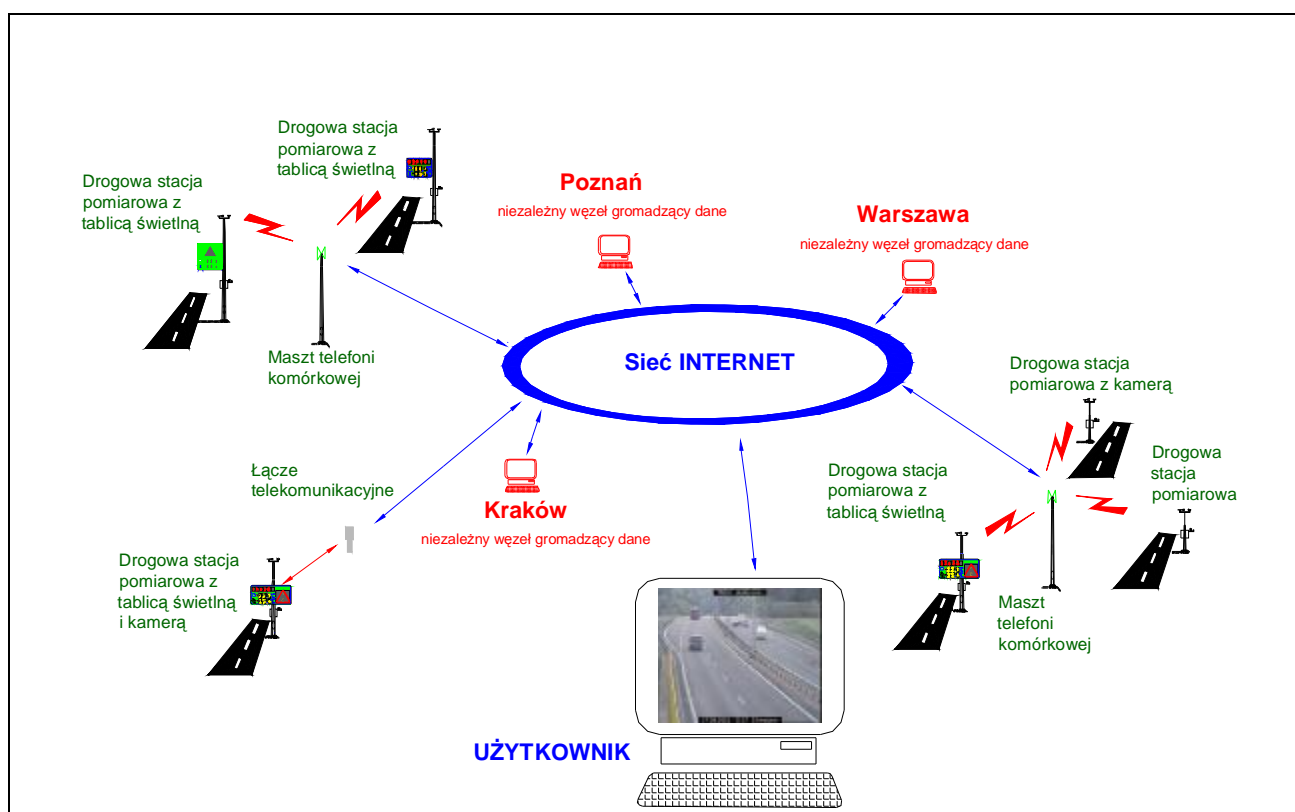 Drogowa stacja
pomiarowa z
tablicą świetlną
Drogowa stacja
pomiarowa z
tablicą świetlną
Maszt telefoni
komórkowej
Poznań
niezależny węzeł gromadzący dane
Warszawa
niezależny węzeł gromadzący dane
Sieć INTERNET
Drogowa stacja
pomiarowa z kamerą
Drogowa
stacja
pomiarowa
Drogowa stacja
pomiarowa z
tablicą świetlną
Maszt
telefoni
komórkowej
Łącze
telekomunikacyjne
Kraków
niezależny węzeł gromadzący dane
Drogowa stacja
pomiarowa z
tablicą świetlną
i kamerą
UŻYTKOWNIK